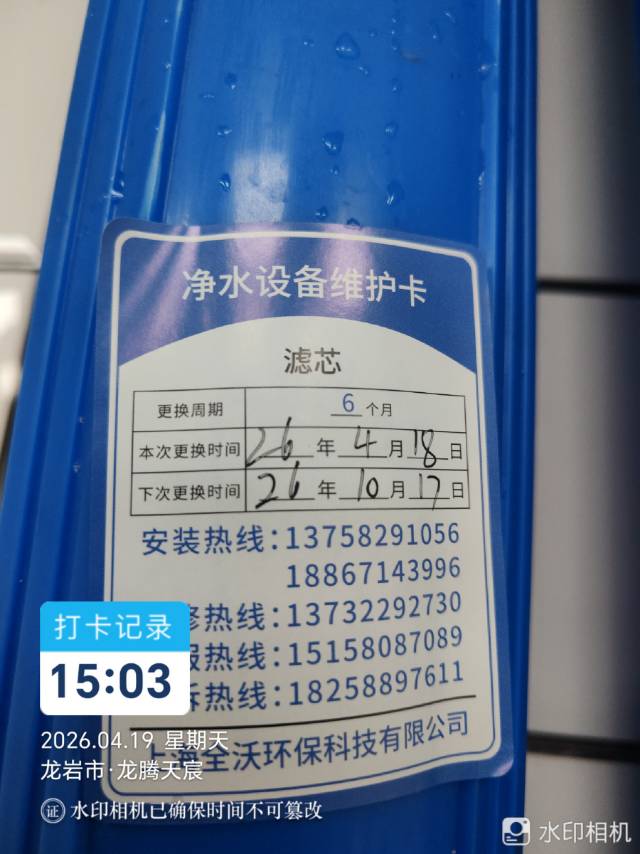 净水设备维护卡
滤芯
更换周期 6 个月
本次更换时间 26 年 4 月 18 日
下次更换时间 26 年 10 月 17 日
安装热线：13758291056
18867143996
热线：13732292730
热线：15158087089
热线：18258897611
沃环保科技有限公司
打卡记录
15:03
2026.04.19 星期天
龙岩市·龙腾天宸
证 水印相机已确保时间不可篡改
水印相机